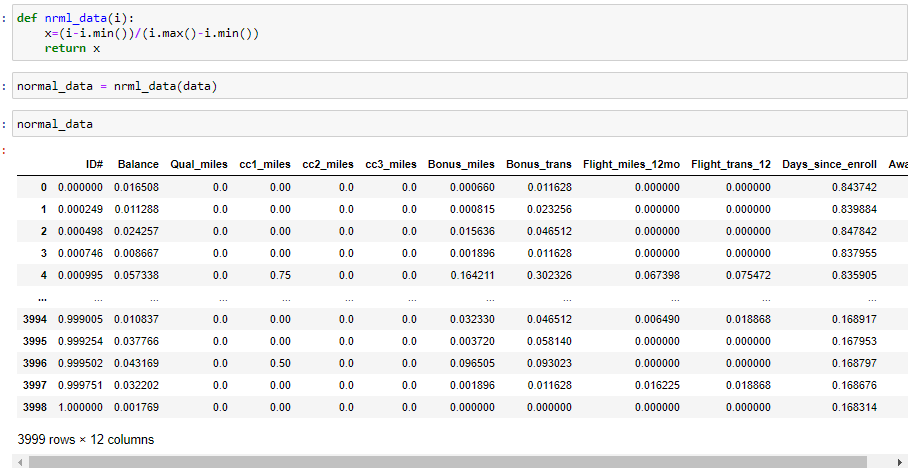 def nrml_data(i):
x=(i-i.min())/(i.max()-i.min())
return x
normal_data = nrml_data(data)
normal_data
ID# Balance Qual_miles cc1_miles cc2_miles cc3_miles Bonus_miles Bonus_trans Flight_miles_12mo Flight_trans_12 Days_since_enroll Awa
0 0.000000 0.016508 0.0 0.00 0.0 0.0 0.000660 0.011628 0.000000 0.000000 0.843742
1 0.000249 0.011288 0.0 0.00 0.0 0.0 0.000815 0.023256 0.000000 0.000000 0.839884
2 0.000498 0.024257 0.0 0.00 0.0 0.0 0.015636 0.046512 0.000000 0.000000 0.847842
3 0.000746 0.008667 0.0 0.00 0.0 0.0 0.001896 0.011628 0.000000 0.000000 0.837955
4 0.000995 0.057338 0.0 0.75 0.0 0.0 0.164211 0.302326 0.067398 0.075472 0.835905
... ... ... ... ... ... ... ... ... ... ... ...
3994 0.999005 0.010837 0.0 0.00 0.0 0.0 0.032330 0.046512 0.006490 0.018868 0.168917
3995 0.999254 0.037766 0.0 0.00 0.0 0.0 0.003720 0.058140 0.000000 0.000000 0.167953
3996 0.999502 0.043169 0.0 0.50 0.0 0.0 0.096505 0.093023 0.000000 0.000000 0.168797
3997 0.999751 0.032202 0.0 0.00 0.0 0.0 0.001896 0.011628 0.016225 0.018868 0.168676
3998 1.000000 0.001769 0.0 0.00 0.0 0.0 0.000000 0.000000 0.000000 0.000000 0.168314
3999 rows × 12 columns